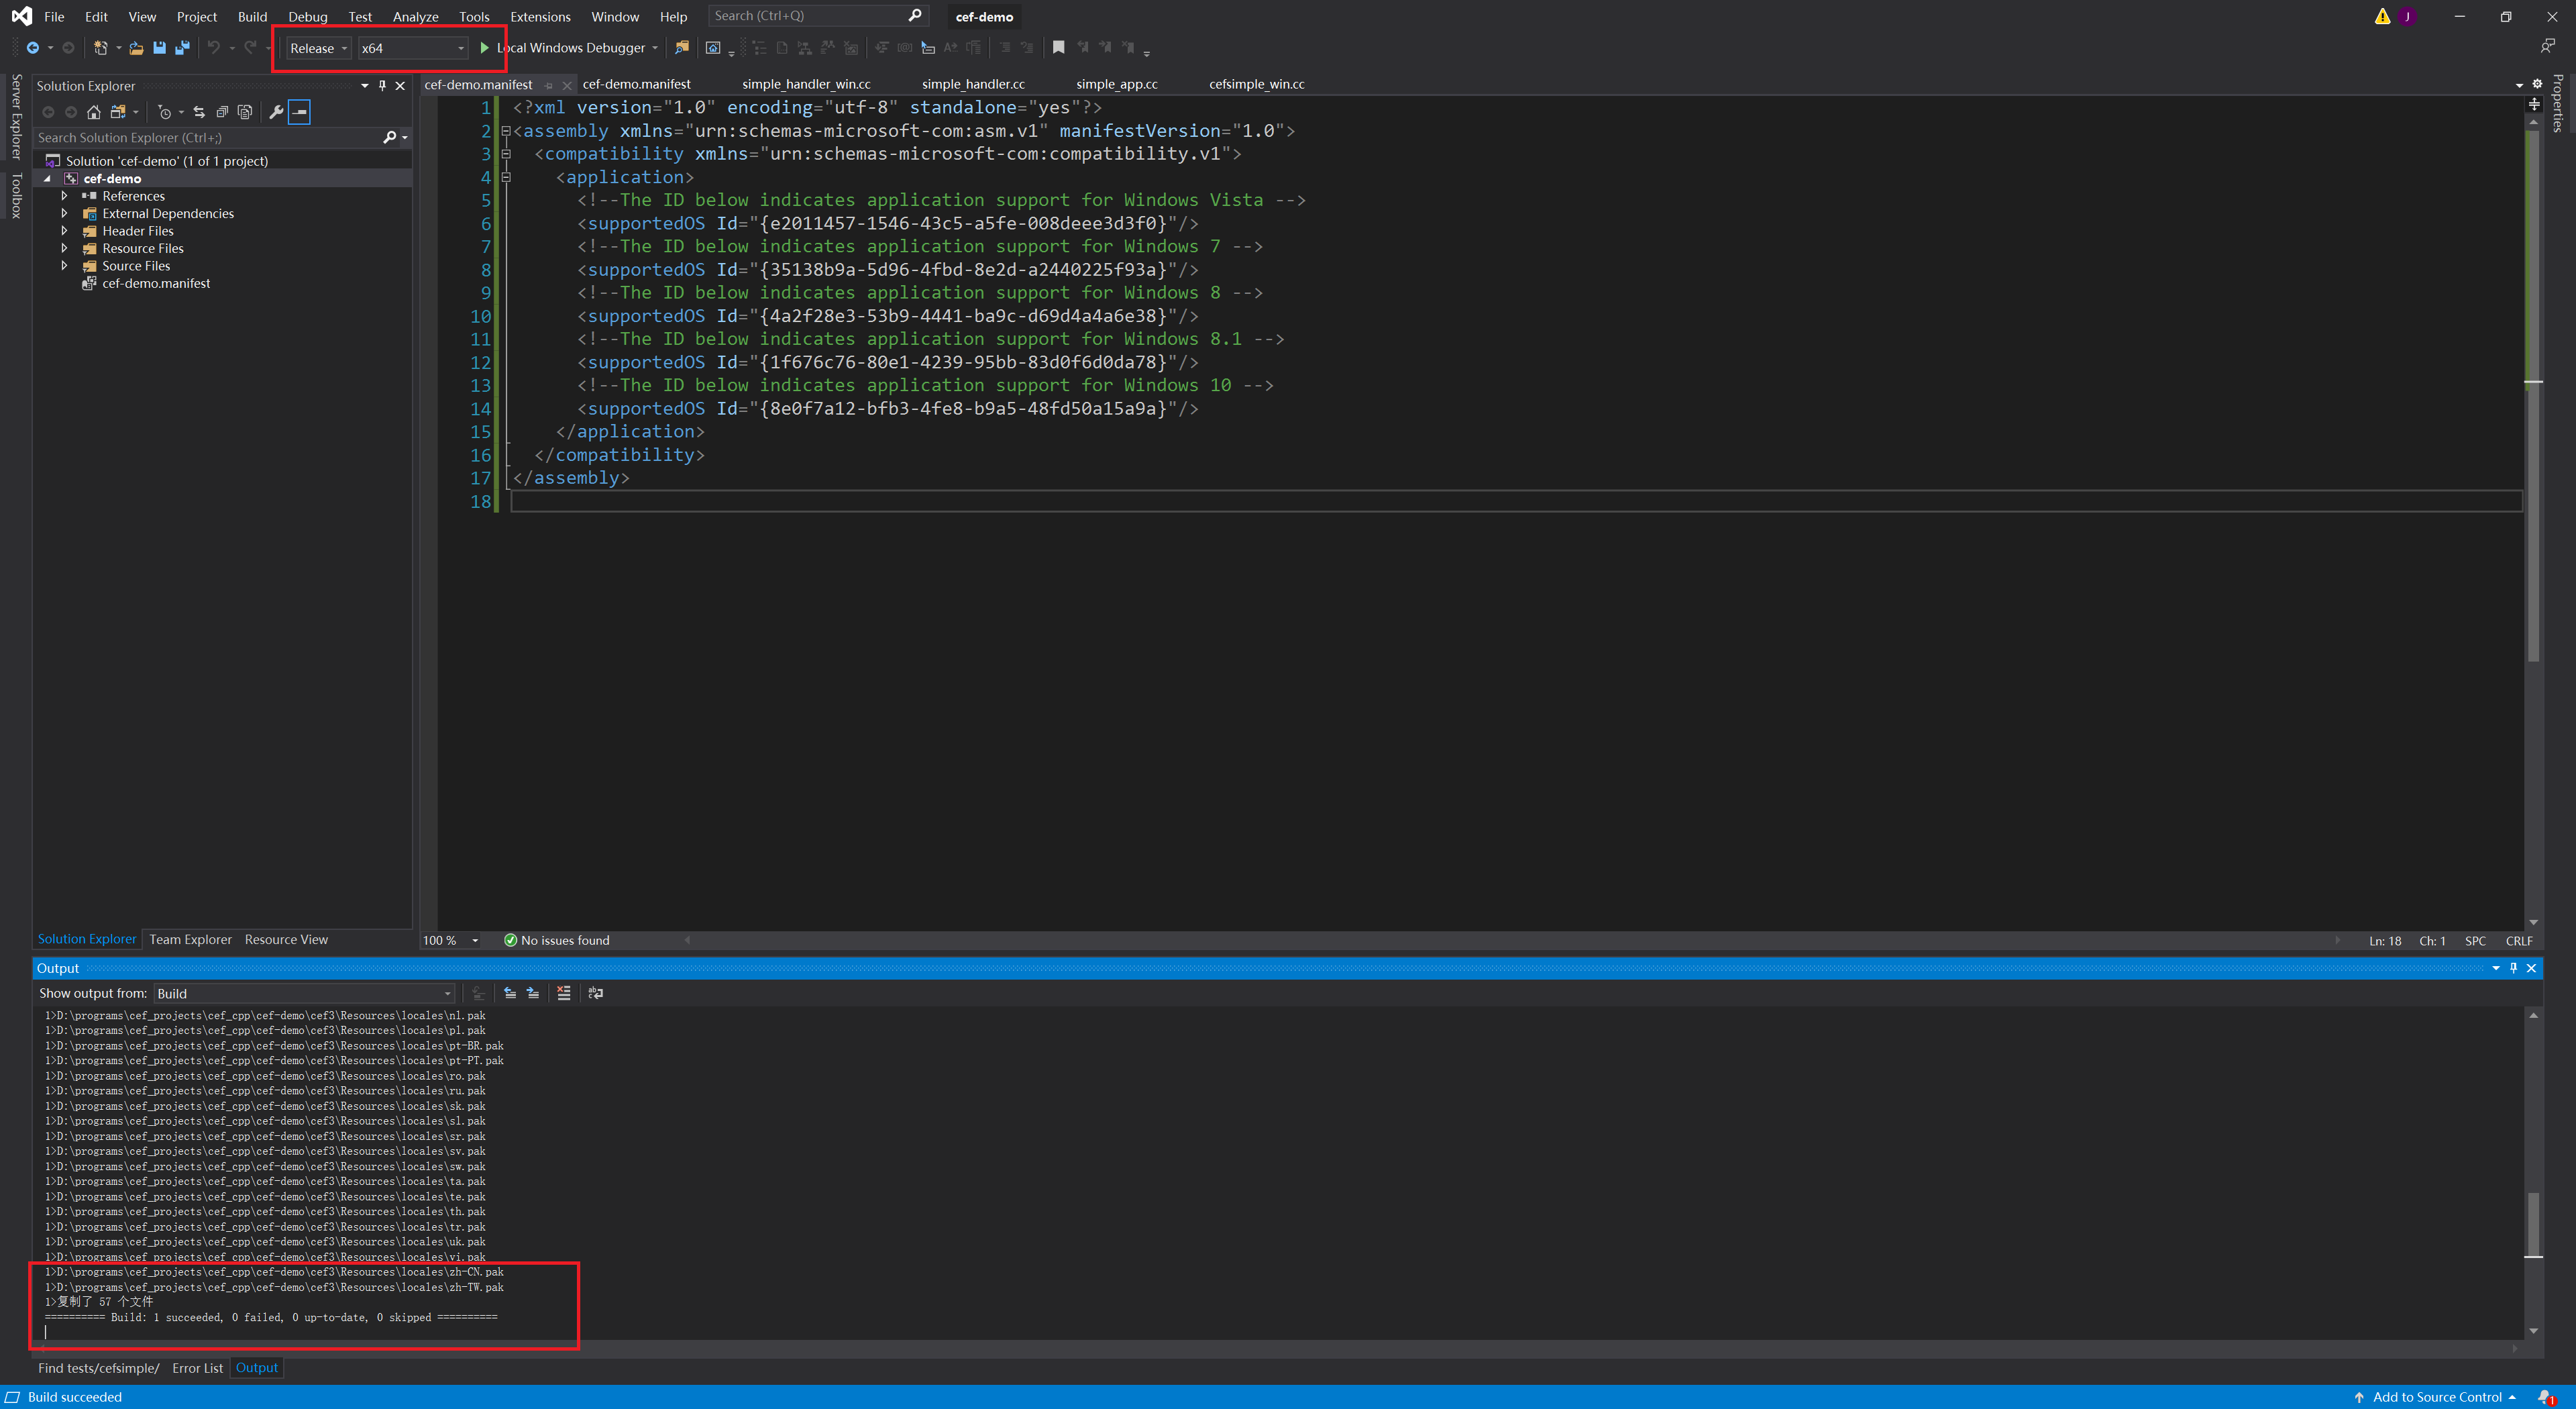 File Edit View Project Build Debug Test Analyze Tools Extensions Window Help Search (Ctrl+Q) cef-demo J
Release x64 Local Windows Debugger
Server Explorer
Toolbox
Solution Explorer
Search Solution Explorer (Ctrl+;)
Solution 'cef-demo' (1 of 1 project)
cef-demo
References
External Dependencies
Header Files
Resource Files
Source Files
cef-demo.manifest
Solution Explorer Team Explorer Resource View
cef-demo.manifest cef-demo.manifest simple_handler_win.cc simple_handler.cc simple_app.cc cefsimple_win.cc
Properties
1 <?xml version="1.0" encoding="utf-8" standalone="yes"?>
2 <assembly xmlns="urn:schemas-microsoft-com:asm.v1" manifestVersion="1.0">
3 <compatibility xmlns="urn:schemas-microsoft-com:compatibility.v1">
4 <application>
5 <!--The ID below indicates application support for Windows Vista -->
6 <supportedOS Id="{e2011457-1546-43c5-a5fe-008deee3d3f0}"/>
7 <!--The ID below indicates application support for Windows 7 -->
8 <supportedOS Id="{35138b9a-5d96-4fbd-8e2d-a2440225f93a}"/>
9 <!--The ID below indicates application support for Windows 8 -->
10 <supportedOS Id="{4a2f28e3-53b9-4441-ba9c-d69d4a4a6e38}"/>
11 <!--The ID below indicates application support for Windows 8.1 -->
12 <supportedOS Id="{1f676c76-80e1-4239-95bb-83d0f6d0da78}"/>
13 <!--The ID below indicates application support for Windows 10 -->
14 <supportedOS Id="{8e0f7a12-bfb3-4fe8-b9a5-48fd50a15a9a}"/>
15 </application>
16 </compatibility>
17 </assembly>
18
100 % No issues found Ln: 18 Ch: 1 SPC CRLF
Output
Show output from: Build
1>D:\programs\cef_projects\cef_cpp\cef-demo\cef3\Resources\locales\nl.pak
1>D:\programs\cef_projects\cef_cpp\cef-demo\cef3\Resources\locales\pl.pak
1>D:\programs\cef_projects\cef_cpp\cef-demo\cef3\Resources\locales\pt-BR.pak
1>D:\programs\cef_projects\cef_cpp\cef-demo\cef3\Resources\locales\pt-PT.pak
1>D:\programs\cef_projects\cef_cpp\cef-demo\cef3\Resources\locales\ro.pak
1>D:\programs\cef_projects\cef_cpp\cef-demo\cef3\Resources\locales\ru.pak
1>D:\programs\cef_projects\cef_cpp\cef-demo\cef3\Resources\locales\sk.pak
1>D:\programs\cef_projects\cef_cpp\cef-demo\cef3\Resources\locales\sl.pak
1>D:\programs\cef_projects\cef_cpp\cef-demo\cef3\Resources\locales\sr.pak
1>D:\programs\cef_projects\cef_cpp\cef-demo\cef3\Resources\locales\sv.pak
1>D:\programs\cef_projects\cef_cpp\cef-demo\cef3\Resources\locales\sw.pak
1>D:\programs\cef_projects\cef_cpp\cef-demo\cef3\Resources\locales\ta.pak
1>D:\programs\cef_projects\cef_cpp\cef-demo\cef3\Resources\locales\te.pak
1>D:\programs\cef_projects\cef_cpp\cef-demo\cef3\Resources\locales\th.pak
1>D:\programs\cef_projects\cef_cpp\cef-demo\cef3\Resources\locales\tr.pak
1>D:\programs\cef_projects\cef_cpp\cef-demo\cef3\Resources\locales\uk.pak
1>D:\programs\cef_projects\cef_cpp\cef-demo\cef3\Resources\locales\vi.pak
1>D:\programs\cef_projects\cef_cpp\cef-demo\cef3\Resources\locales\zh-CN.pak
1>D:\programs\cef_projects\cef_cpp\cef-demo\cef3\Resources\locales\zh-TW.pak
1>复制了 57 个文件
========== Build: 1 succeeded, 0 failed, 0 up-to-date, 0 skipped ==========
Find tests/cefsimple/ Error List Output
Build succeeded Add to Source Control 1